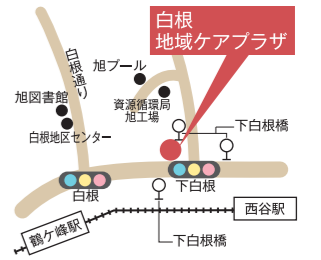 白根
地域ケアプラザ
白根通り
旭プール
旭図書館
資源循環局
旭工場
白根地区センター
下白根橋
白根
下白根
西谷駅
鶴ケ峰駅
下白根橋